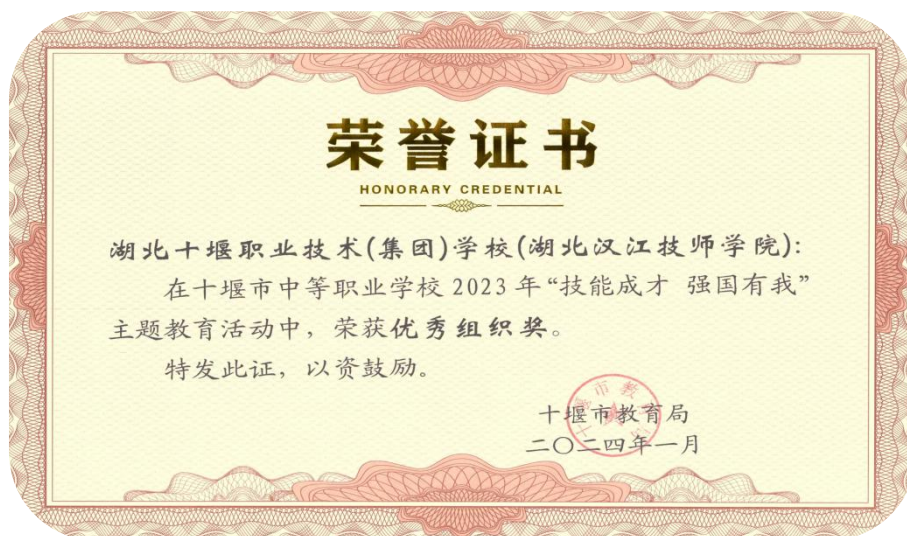 荣誉证书
HONORARY CREDENTIAL
湖北十堰职业技术(集团)学校(湖北汉江技师学院):
在十堰市中等职业学校2023年“技能成才 强国有我”
主题教育活动中，荣获优秀组织奖。
特发此证，以资鼓励。
十堰市教育局
二〇二四年一月